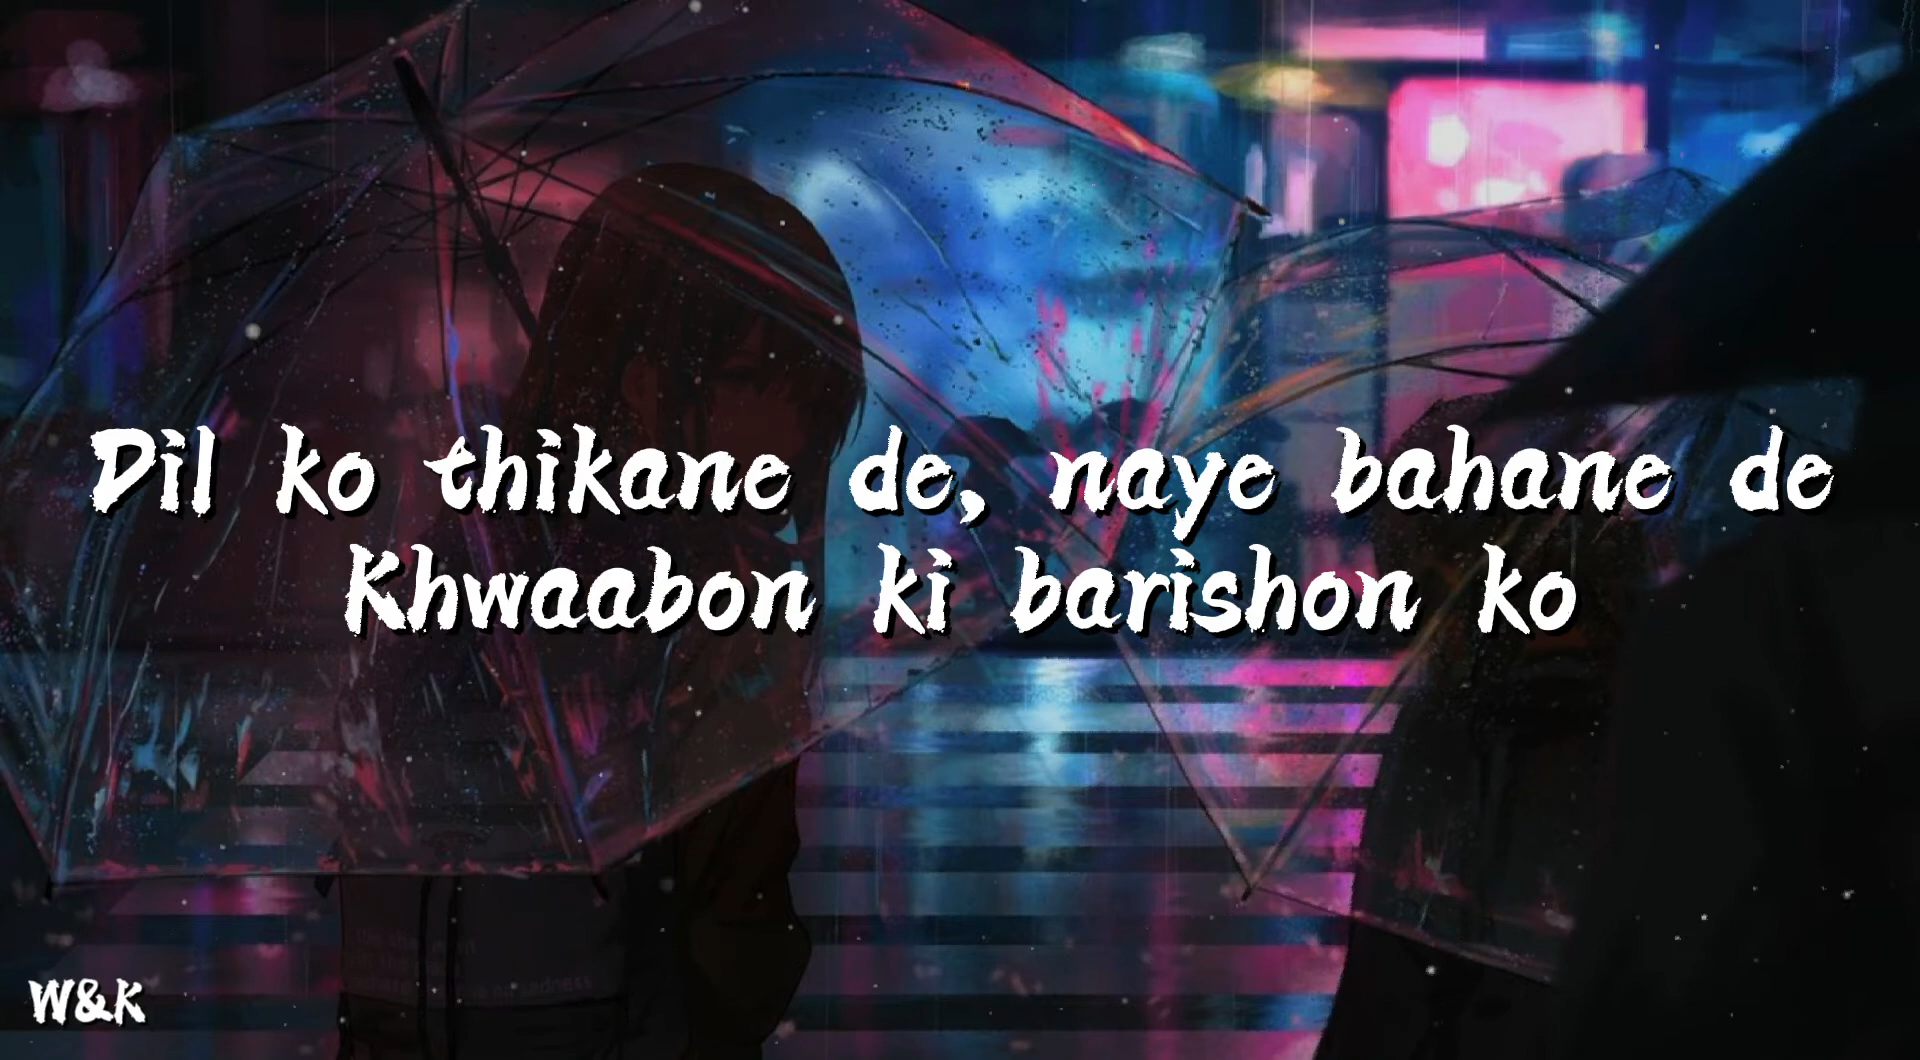 Dil ko thikane de, naye bahane de
Khwaabon ki barishon ko
W&K